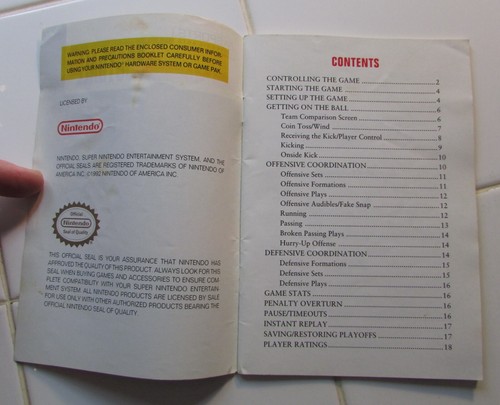 WARNING: PLEASE READ THE ENCLOSED CONSUMER INFOR-
MATION AND PRECAUTIONS BOOKLET CAREFULLY BEFORE
USING YOUR NINTENDO® HARDWARE SYSTEM OR GAME PAK.
LICENSED BY
Nintendo
NINTENDO, SUPER NINTENDO ENTERTAINMENT SYSTEM, AND THE
OFFICIAL SEALS ARE REGISTERED TRADEMARKS OF NINTENDO OF
AMERICA INC. ©1992 NINTENDO OF AMERICA INC.
Official
Nintendo
Seal of Quality
THIS OFFICIAL SEAL IS YOUR ASSURANCE THAT NINTENDO HAS
APPROVED THE QUALITY OF THIS PRODUCT. ALWAYS LOOK FOR THIS
SEAL WHEN BUYING GAMES AND ACCESSORIES TO ENSURE COM-
PLETE COMPATIBILITY WITH YOUR SUPER NINTENDO ENTERTAIN-
MENT SYSTEM. ALL NINTENDO PRODUCTS ARE LICENSED BY SALE
FOR USE ONLY WITH OTHER AUTHORIZED PRODUCTS BEARING THE
OFFICIAL NINTENDO SEAL OF QUALITY.
CONTENTS
CONTROLLING THE GAME 2
STARTING THE GAME 4
SETTING UP THE GAME 4
GETTING ON THE BALL 6
Team Comparison Screen 6
Coin Toss/Wind 7
Receiving the Kick/Player Control 8
Kicking 9
Onside Kick 10
OFFENSIVE COORDINATION 10
Offensive Sets 11
Offensive Formations 11
Offensive Plays 12
Offensive Audibles/Fake Snap 12
Running 12
Passing 13
Broken Passing Plays 14
Hurry-Up Offense 14
DEFENSIVE COORDINATION 14
Defensive Formations 15
Defensive Sets 15
Defensive Plays 16
GAME STATS 16
PENALTY OVERTURN 16
PAUSE/TIMEOUTS 16
INSTANT REPLAY 17
SAVING/RESTORING PLAYOFFS 17
PLAYER RATINGS 18